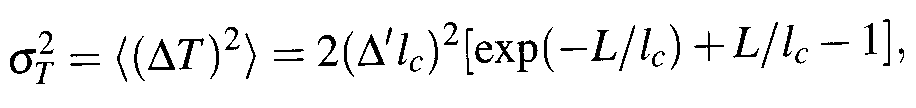 σ_T^2 = ⟨(ΔT)^2⟩ = 2(Δ′l_c)^2[exp(−L/l_c) + L/l_c − 1],